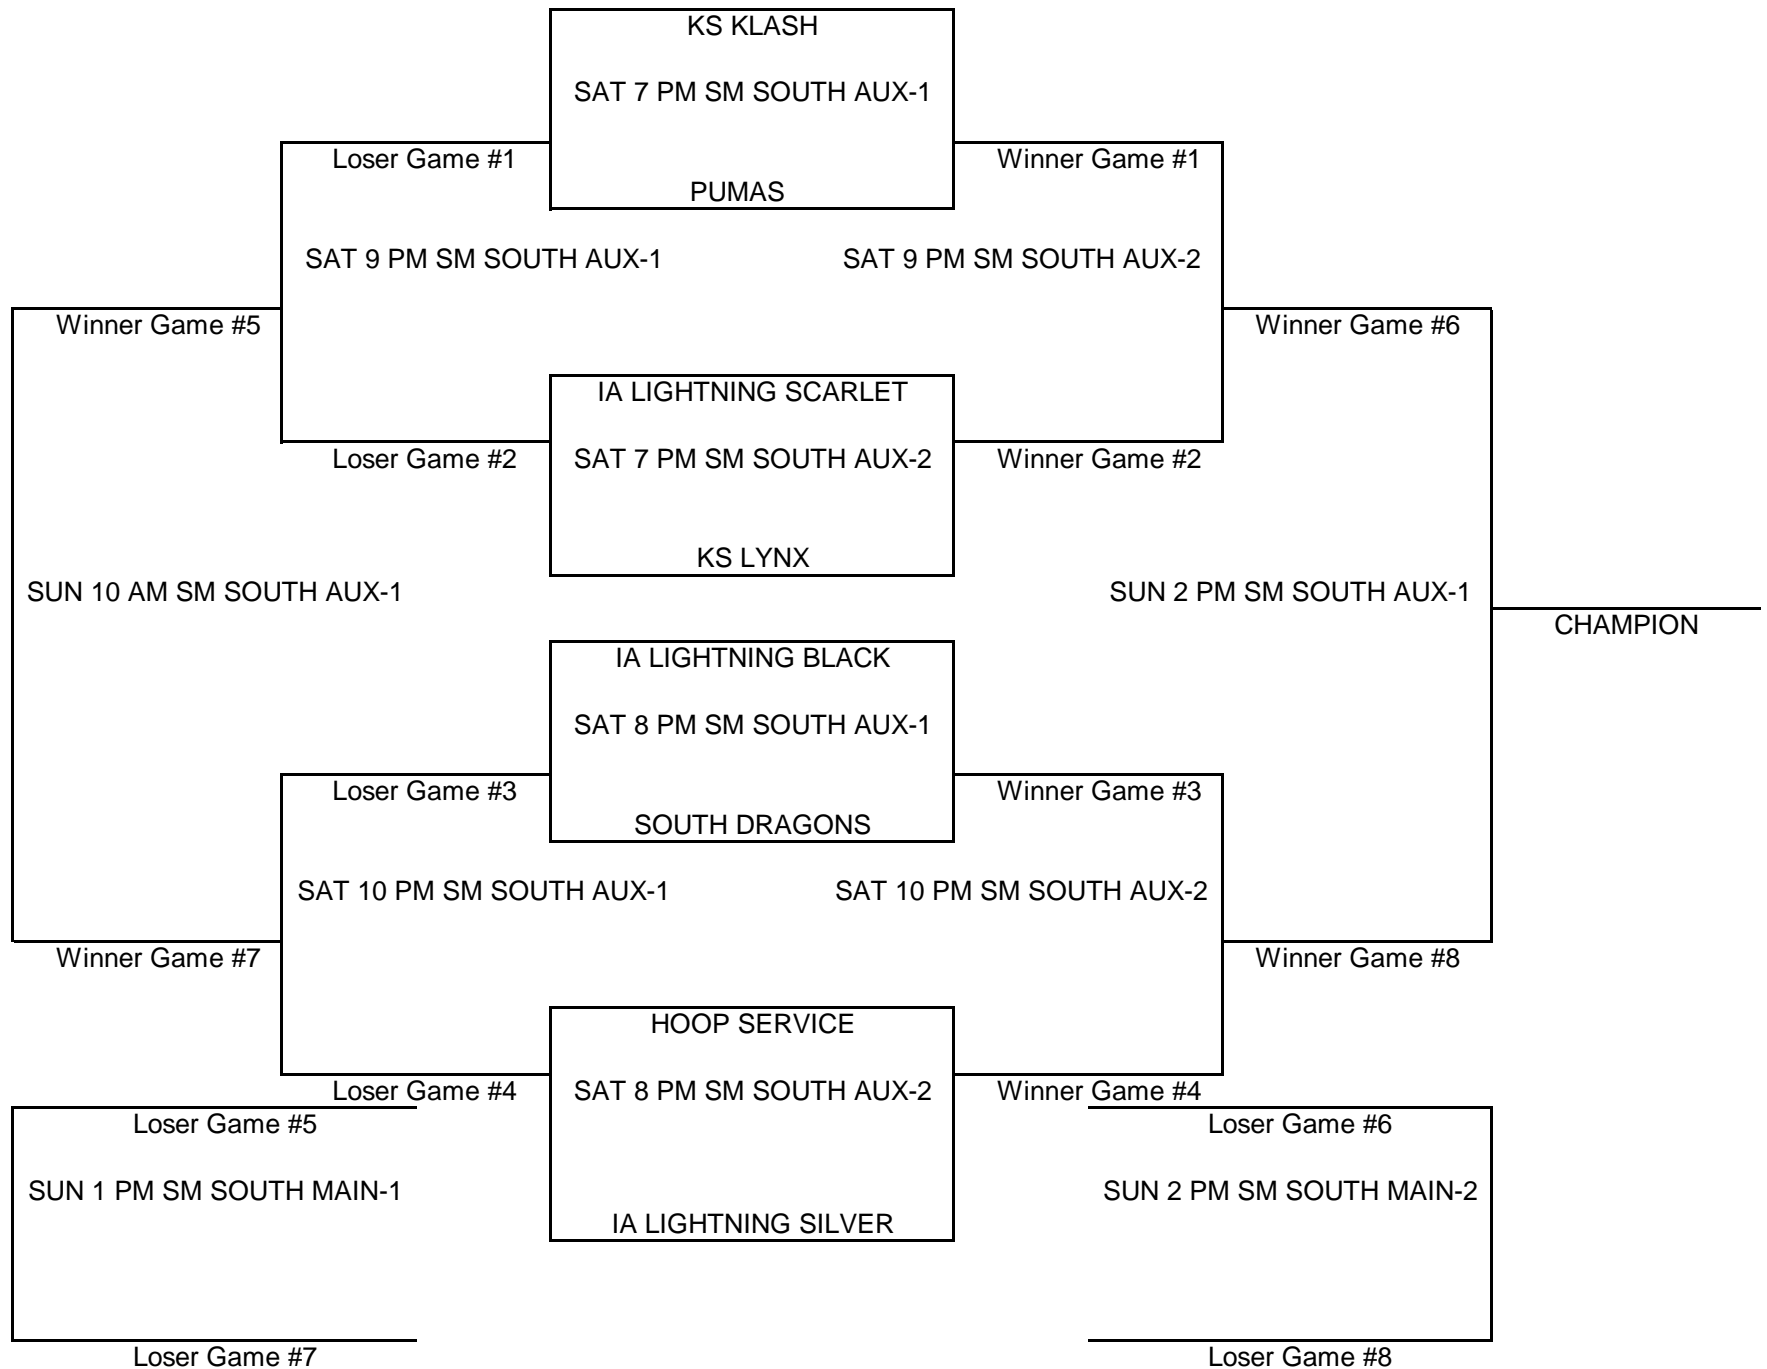 KS KLASH
SAT 7 PM SM SOUTH AUX-1
Loser Game #1
Winner Game #1
PUMAS
SAT 9 PM SM SOUTH AUX-1
SAT 9 PM SM SOUTH AUX-2
Winner Game #5
Winner Game #6
IA LIGHTNING SCARLET
Loser Game #2
SAT 7 PM SM SOUTH AUX-2
Winner Game #2
KS LYNX
SUN 10 AM SM SOUTH AUX-1
SUN 2 PM SM SOUTH AUX-1
CHAMPION
IA LIGHTNING BLACK
SAT 8 PM SM SOUTH AUX-1
Loser Game #3
Winner Game #3
SOUTH DRAGONS
SAT 10 PM SM SOUTH AUX-1
SAT 10 PM SM SOUTH AUX-2
Winner Game #7
Winner Game #8
HOOP SERVICE
Loser Game #4
SAT 8 PM SM SOUTH AUX-2
Winner Game #4
Loser Game #5
Loser Game #6
SUN 1 PM SM SOUTH MAIN-1
SUN 2 PM SM SOUTH MAIN-2
IA LIGHTNING SILVER
Loser Game #7
Loser Game #8